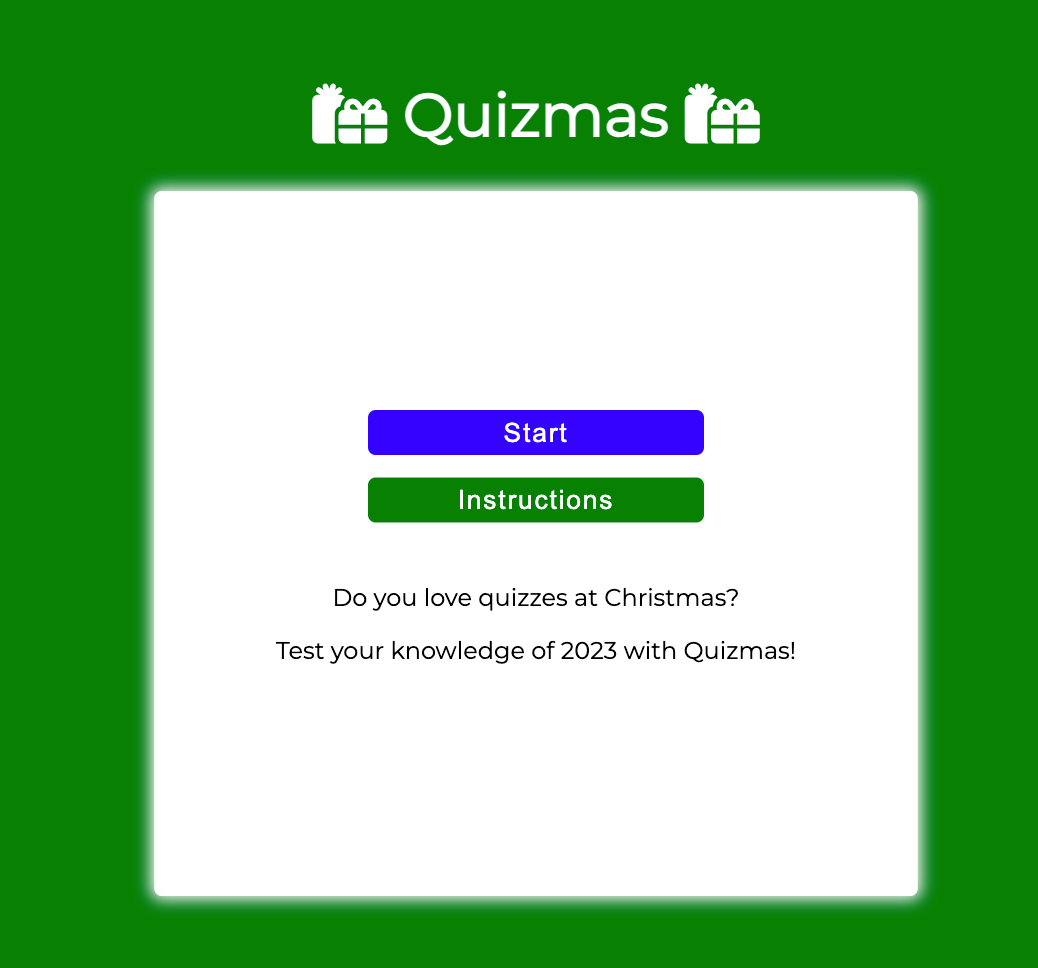 Quizmas
Start
Instructions
Do you love quizzes at Christmas?
Test your knowledge of 2023 with Quizmas!